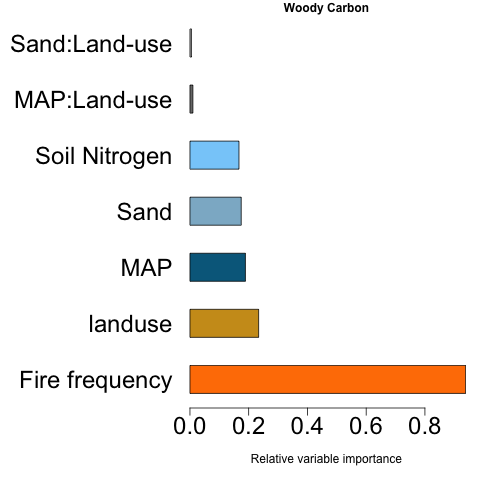 Woody Carbon
Sand:Land-use
MAP:Land-use
Soil Nitrogen
Sand
MAP
landuse
Fire frequency
0.0 0.2 0.4 0.6 0.8
Relative variable importance